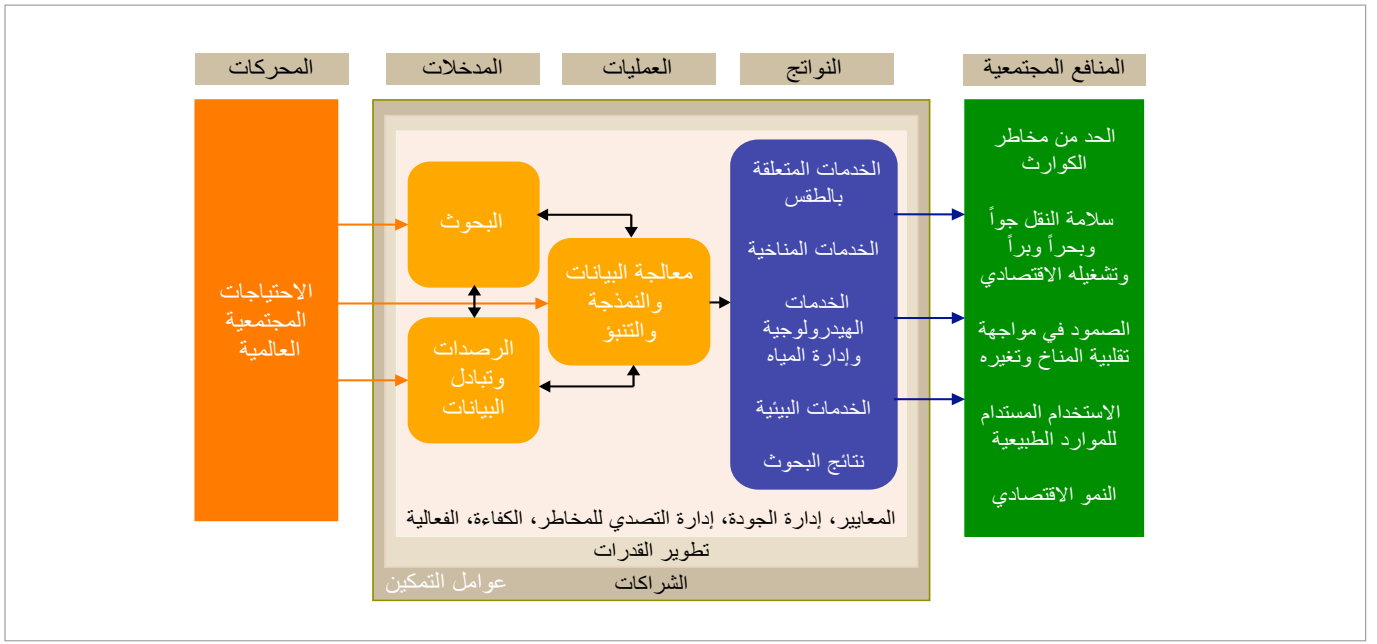 المحركات
المدخلات
العمليات
النواتج
المنافع المجتمعية
الاحتياجات
المجتمعية
العالمية
البحوث
الرصدات
وتبادل
البيانات
معالجة البيانات
والنمذجة
والتنبؤ
الخدمات المتعلقة
بالطقس
الخدمات المناخية
الخدمات
الهيدرولوجية
وإدارة المياه
الخدمات البيئية
نتائج البحوث
الحد من مخاطر
الكوارث
سلامة النقل جواً
وبحراً وبراً
وتشغيله الاقتصادي
الصمود في مواجهة
تقلبية المناخ وتغيره
الاستخدام المستدام
للموارد الطبيعية
النمو الاقتصادي
المعايير، إدارة الجودة، إدارة التصدي للمخاطر، الكفاءة، الفعالية
تطوير القدرات
الشراكات
عوامل التمكين